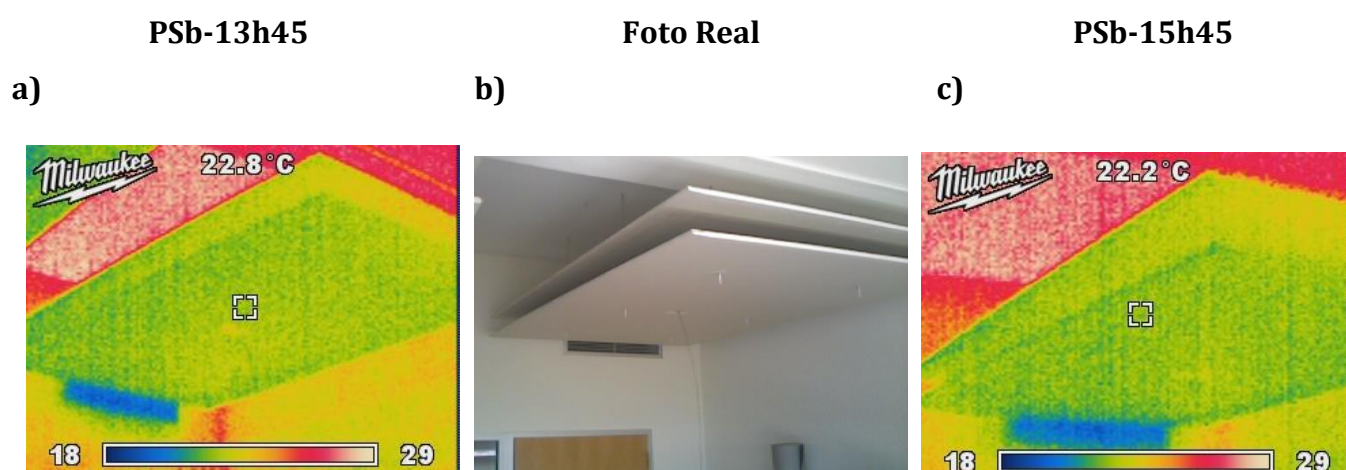 PSb-13h45
Foto Real
PSb-15h45
a)
b)
c)
Milwaukee
22.8°C
18
29
Milwaukee
22.2°C
18
29